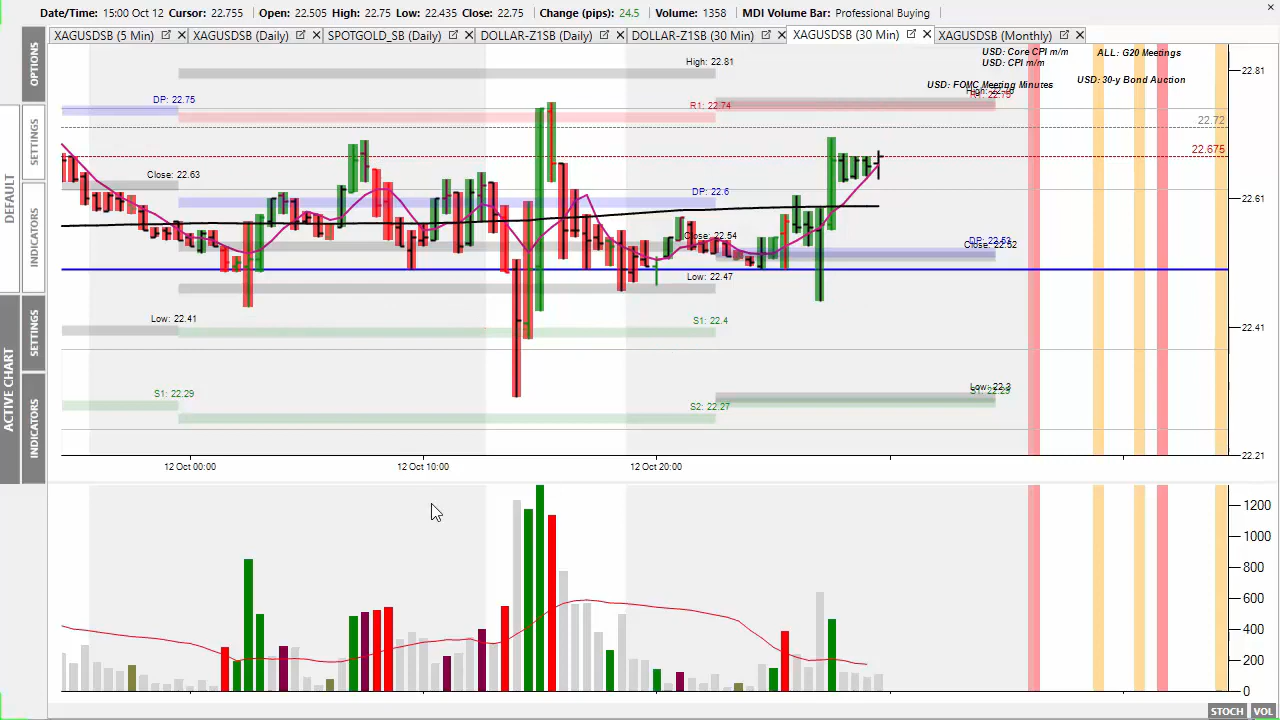 Date/Time: 15:00 Oct 12 Cursor: 22.755 Open: 22.505 High: 22.75 Low: 22.435 Close: 22.75 Change (pips): 24.5 Volume: 1358 MDI Volume Bar: Professional Buying
XAGUSDSB (5 Min) XAGUSDSB (Daily) SPOTGOLD_SB (Daily) DOLLAR-Z1SB (Daily) DOLLAR-Z1SB (30 Min) XAGUSDSB (30 Min) XAGUSDSB (Monthly)
OPTIONS
SETTINGS
DEFAULT
INDICATORS
SETTINGS
ACTIVE CHART
INDICATORS
USD: Core CPI m/m
USD: CPI m/m
ALL: G20 Meetings
USD: FOMC Meeting Minutes
USD: 30-y Bond Auction
High: 22.81
DP: 22.75
R1: 22.74
Close: 22.63
DP: 22.6
Close: 22.54
Low: 22.47
Low: 22.41
S1: 22.4
S1: 22.29
S2: 22.27
Low: 22.3
S1: 22.29
22.81
22.72
22.675
22.61
22.41
22.21
12 Oct 00:00 12 Oct 10:00 12 Oct 20:00
1200
1000
800
600
400
200
0
STOCH VOL